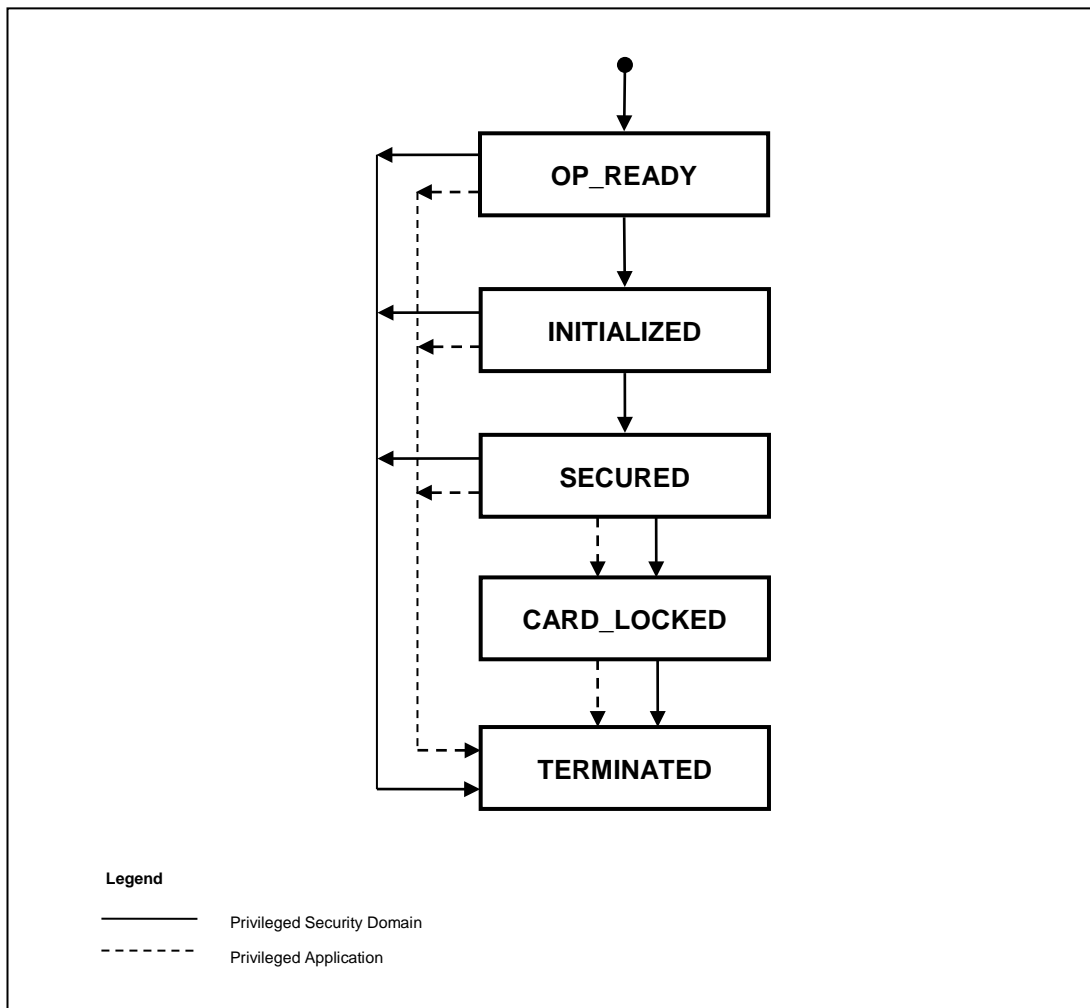 OP_READY
INITIALIZED
SECURED
CARD_LOCKED
TERMINATED
Legend
Privileged Security Domain
Privileged Application